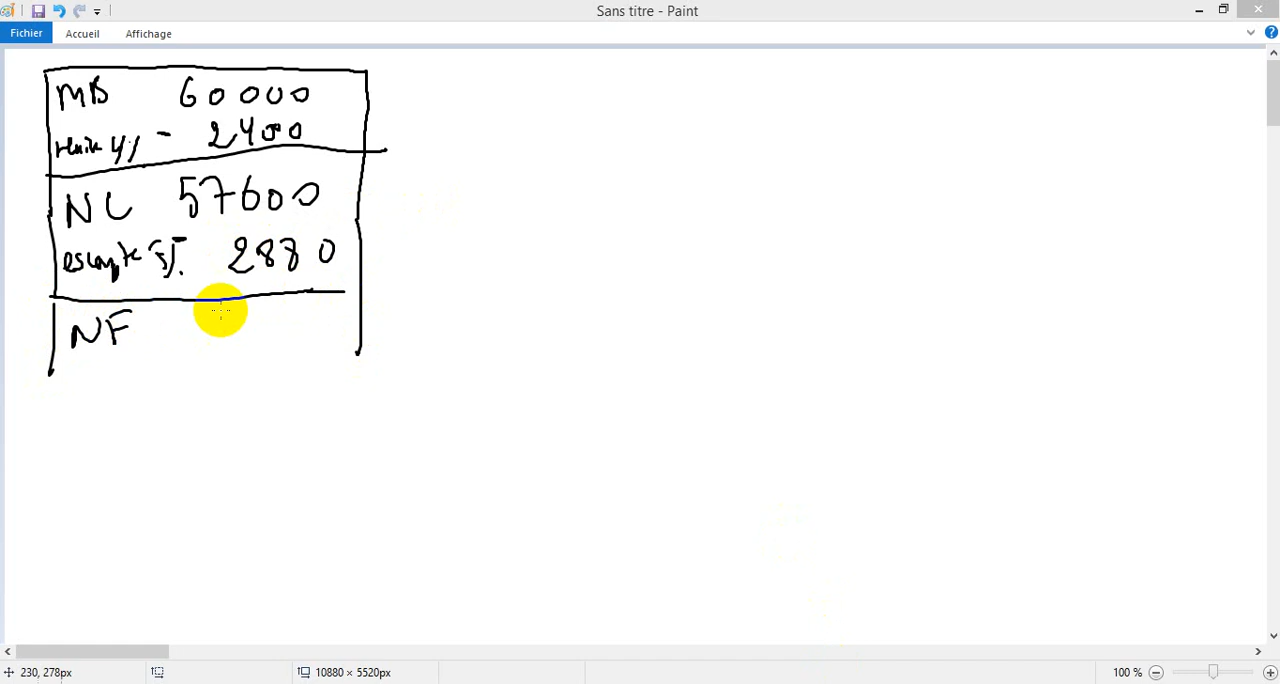 Sans titre - Paint
Fichier Accueil Affichage
MB 60000
remise 4% - 2400
NC 57600
escompte 5%. 2880
NF
230, 278px 10880 × 5520px 100 %